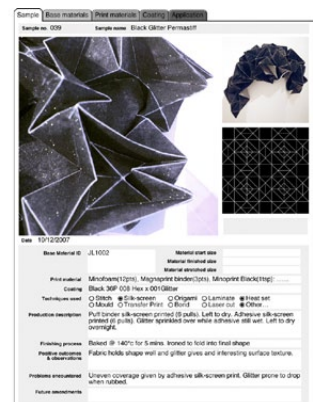 Sample Base materials Print materials Coating Application
Sample no. 009 Sample name Black Glitter Permastiff
Date 10/12/2007
Base Material ID JL1002 Material start size
Material finished size
Material stretched size
Print material Minofoam(12pts), Magnaprint binder(3pts), Minoprint Black(1tsp)
Coating Black 36F 008 Hex x 001Glitter
Techniques used Stitch Silk-screen Origami Laminate Heat set
Mould Transfer Print Bond Laser cut Other...
Production description Puff binder silk-screen printed (6 pulls). Left to dry. Adhesive silk-screen
printed (6 pulls). Glitter sprinkled over while adhesive still wet. Left to dry
overnight.
Finishing process Baked @ 140°c for 5 mins. Ironed to fold into final shape
Positive outcomes Fabric holds shape well and glitter gives and interesting surface texture.
& observations
Problems encountered Uneven coverage given by adhesive silk-screen print. Glitter prone to drop
when rubbed.
Future amendments